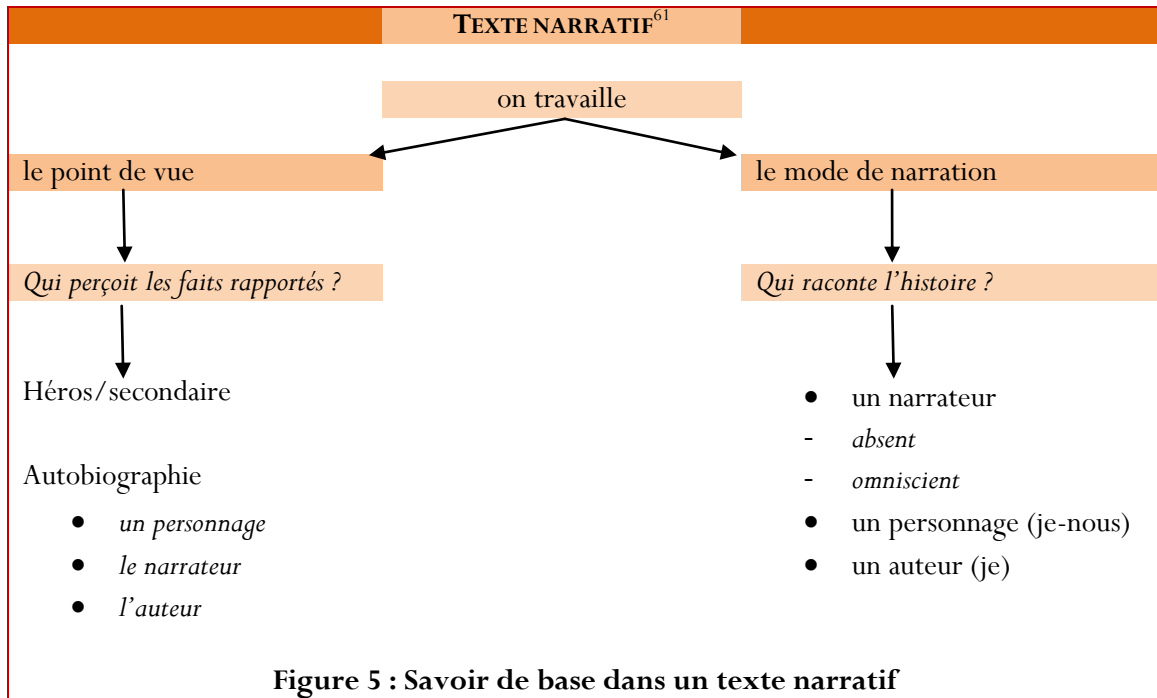 TEXTE NARRATIF61
on travaille
le point de vue
le mode de narration
Qui perçoit les faits rapportés ?
Qui raconte l'histoire ?
Héros/secondaire
Autobiographie
• un personnage
• le narrateur
• l'auteur
• un narrateur
- absent
- omniscient
• un personnage (je-nous)
• un auteur (je)
Figure 5 : Savoir de base dans un texte narratif